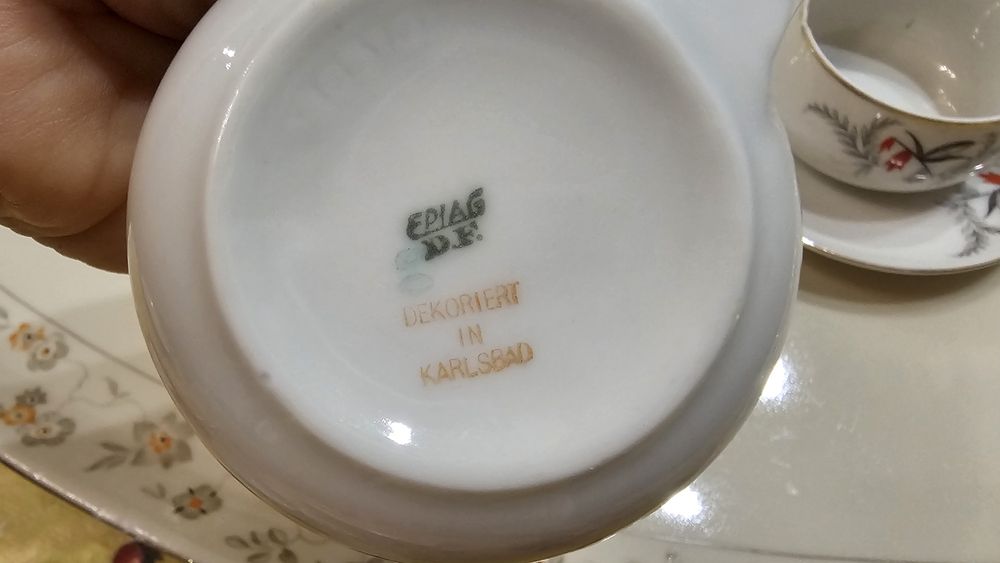 EPIAG
D.F.
DEKORIERT
IN
KARLSBAD